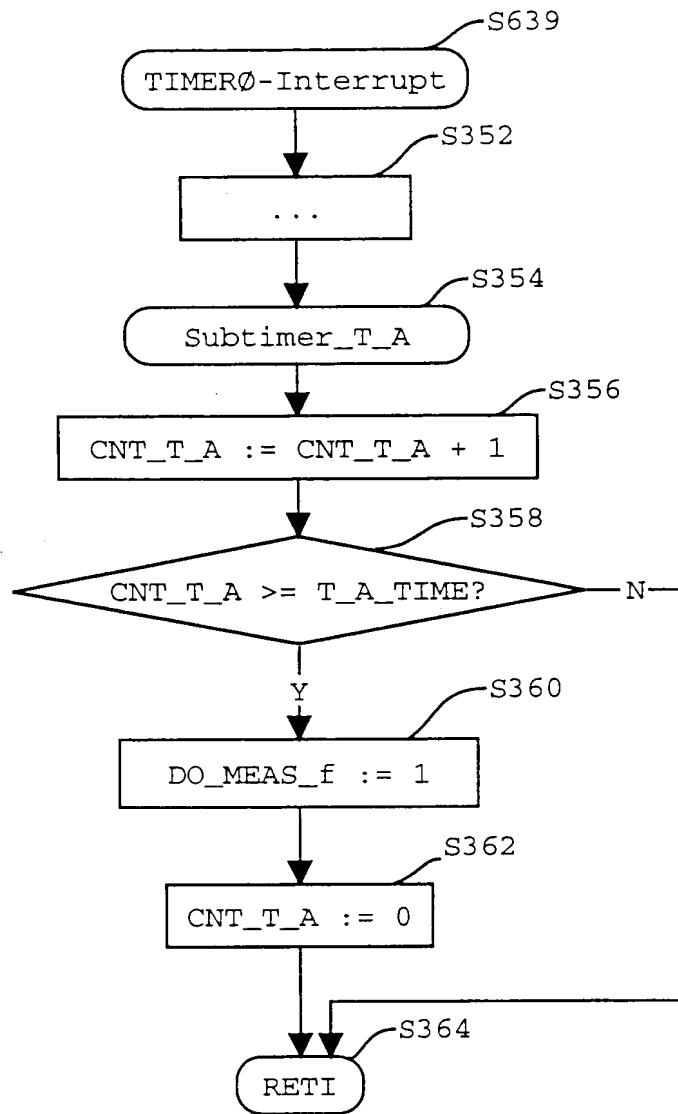 S639
TIMERØ-Interrupt
S352
...
S354
Subtimer_T_A
S356
CNT_T_A := CNT_T_A + 1
S358
CNT_T_A >= T_A_TIME?
N
Y
S360
DO_MEAS_f := 1
S362
CNT_T_A := 0
S364
RETI